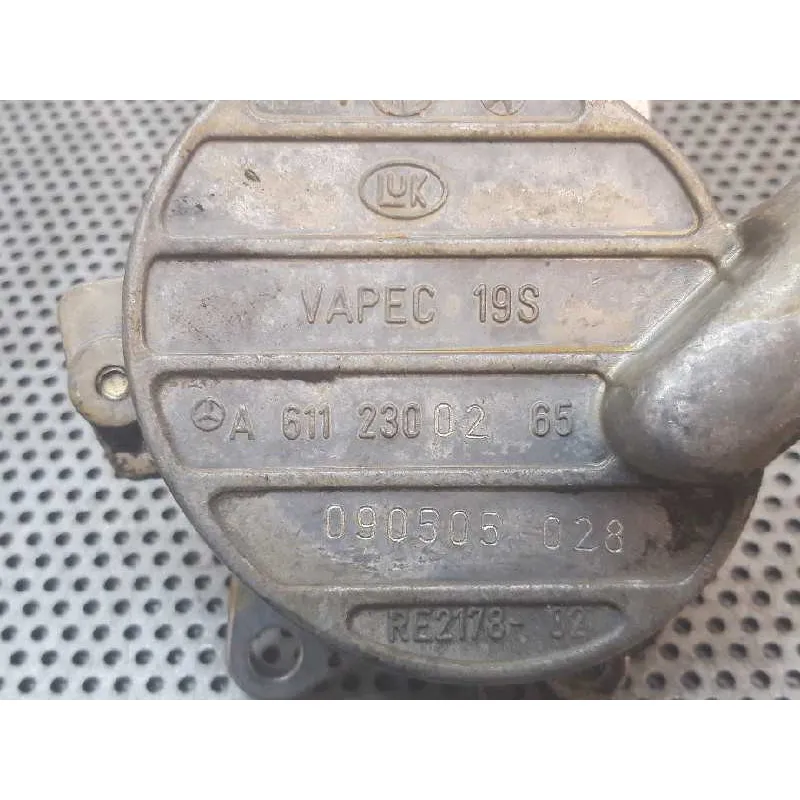 LUK
VAPEC 19S
A 611 230 02 65
090505 028
RE2178- 32